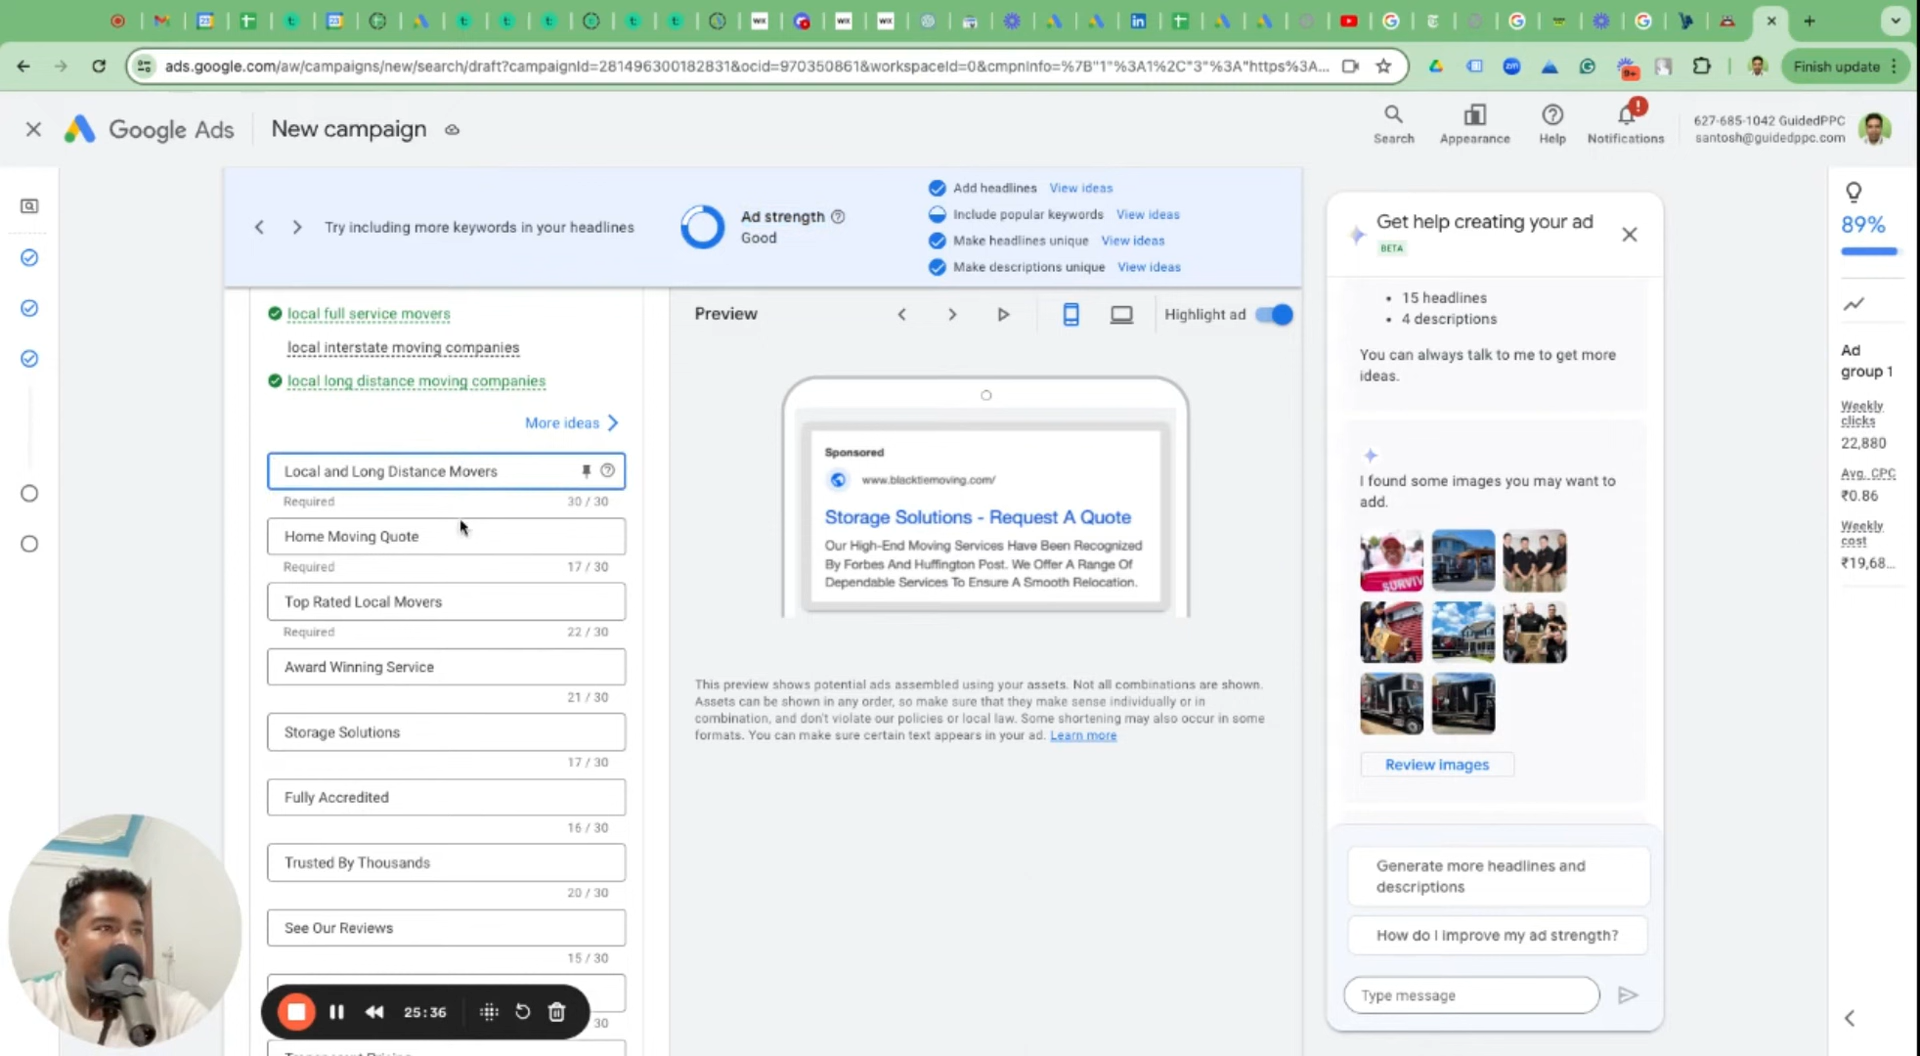 ads.google.com/aw/campaigns/new/search/draft?campaignId=281496300182831&ocid=970350861&workspaceId=0&cmpnInfo=%7B"1"%3A1%2C"3"%3A"https%3A...
Finish update
9+
Google Ads
New campaign
Search
Appearance
Help
Notifications
627-685-1042 GuidedPPC
santosh@guidedppc.com
Try including more keywords in your headlines
Ad strength
Good
Add headlines View ideas
Include popular keywords View ideas
Make headlines unique View ideas
Make descriptions unique View ideas
local full service movers
local interstate moving companies
local long distance moving companies
More ideas
Local and Long Distance Movers
Required 30 / 30
Home Moving Quote
Required 17 / 30
Top Rated Local Movers
Required 22 / 30
Award Winning Service
21 / 30
Storage Solutions
17 / 30
Fully Accredited
16 / 30
Trusted By Thousands
20 / 30
See Our Reviews
15 / 30
30
25:36
Transparent Pricing
Preview
Highlight ad
Sponsored
www.blacktiemoving.com/
Storage Solutions - Request A Quote
Our High-End Moving Services Have Been Recognized
By Forbes And Huffington Post. We Offer A Range Of
Dependable Services To Ensure A Smooth Relocation.
This preview shows potential ads assembled using your assets. Not all combinations are shown.
Assets can be shown in any order, so make sure that they make sense individually or in
combination, and don't violate our policies or local law. Some shortening may also occur in some
formats. You can make sure certain text appears in your ad. Learn more
Get help creating your ad
BETA
• 15 headlines
• 4 descriptions
You can always talk to me to get more
ideas.
I found some images you may want to
add.
SURVIV
Review images
Generate more headlines and
descriptions
How do I improve my ad strength?
Type message
89%
Ad
group 1
Weekly
clicks
22,880
Avg. CPC
₹0.86
Weekly
cost
₹19,68...